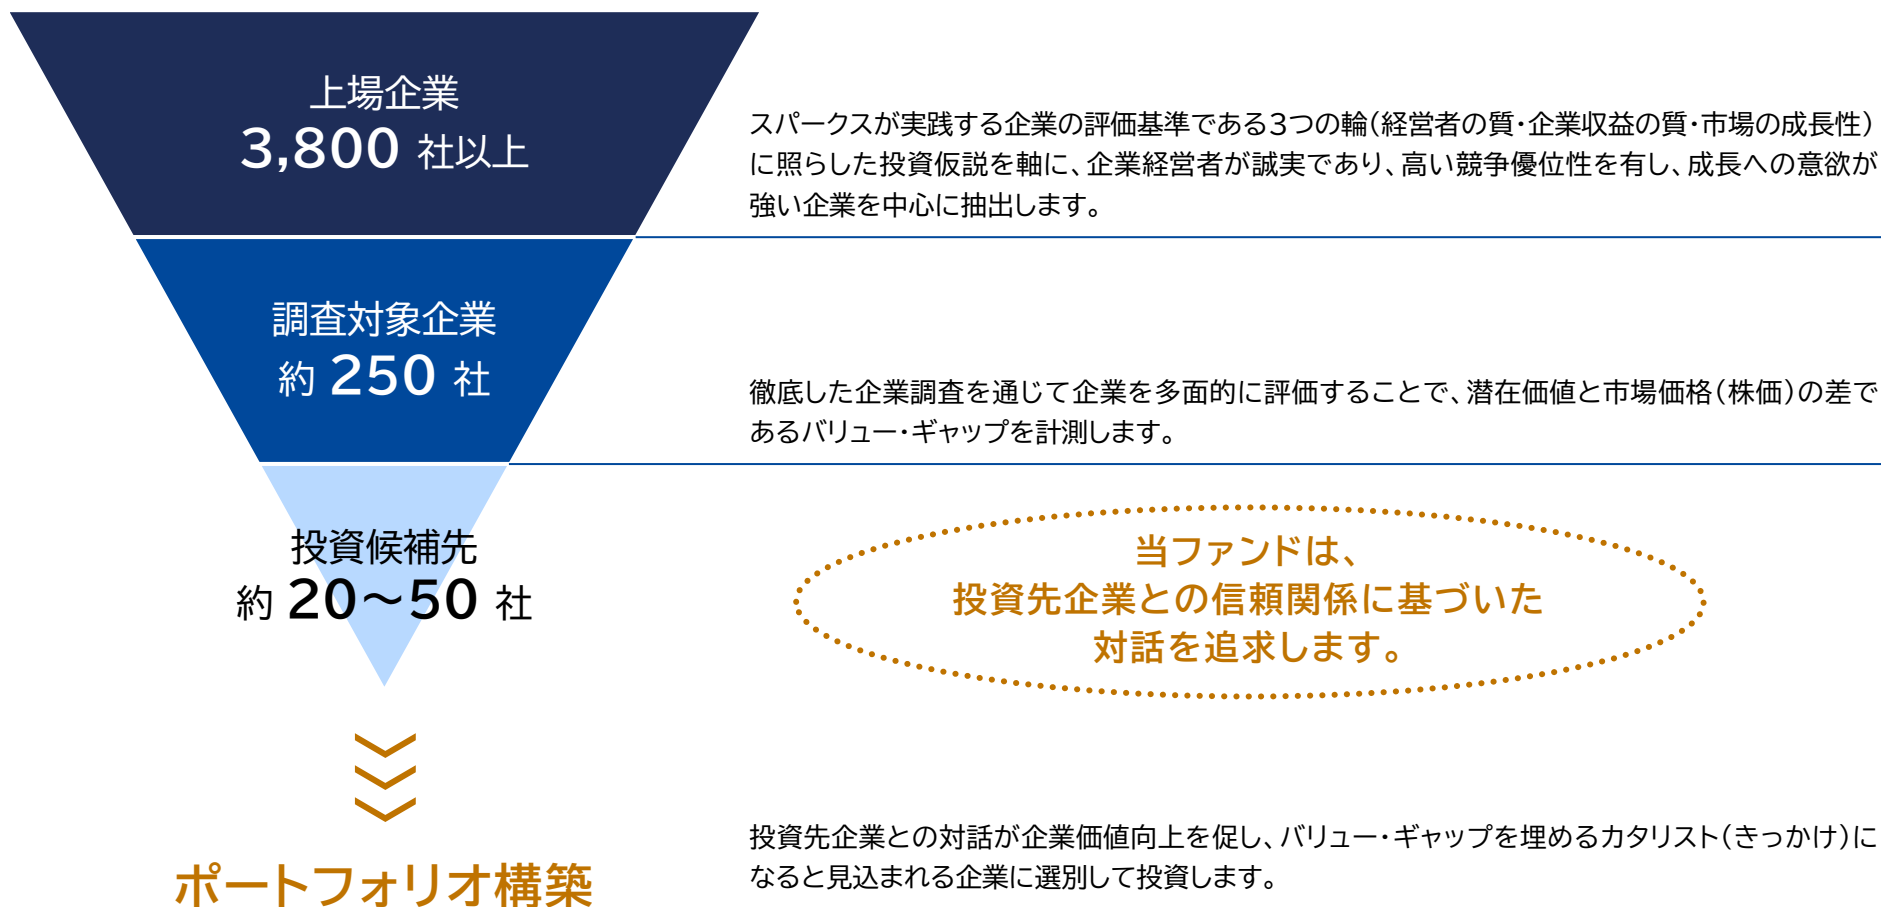 上場企業
3,800 社以上
スパークスが実践する企業の評価基準である3つの輪(経営者の質・企業収益の質・市場の成長性)
に照らした投資仮説を軸に、企業経営者が誠実であり、高い競争優位性を有し、成長への意欲が
強い企業を中心に抽出します。
調査対象企業
約 250 社
徹底した企業調査を通じて企業を多面的に評価することで、潜在価値と市場価格(株価)の差で
あるバリュー・ギャップを計測します。
投資候補先
約 20～50 社
当ファンドは、
投資先企業との信頼関係に基づいた
対話を追求します。
ポートフォリオ構築
投資先企業との対話が企業価値向上を促し、バリュー・ギャップを埋めるカタリスト(きっかけ)に
なると見込まれる企業に選別して投資します。